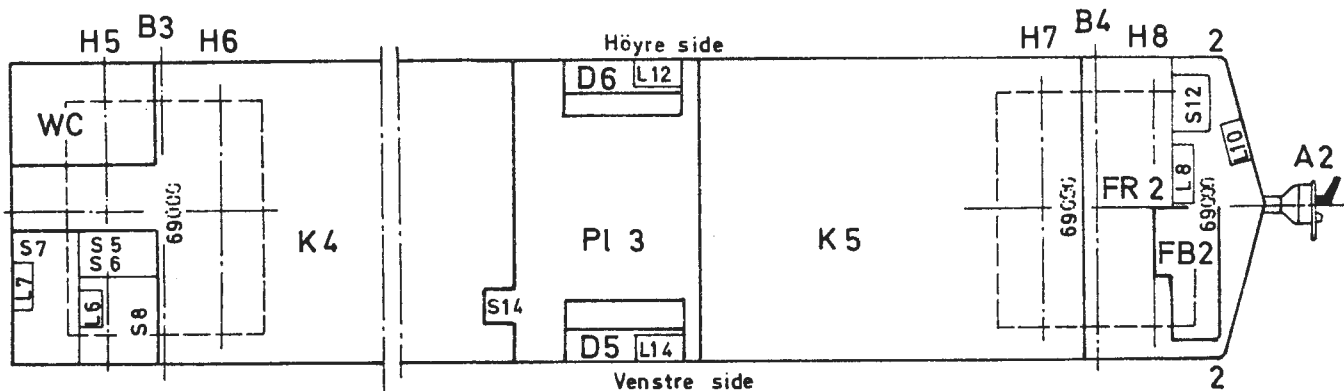 H5 B3 H6 Höyre side H7 B4 H8 2
D6 L12
WC S12
L10
A2
L8
FR 2
69000 69000 69000
S7 S5 K4 Pl 3 K5
S6 FB2
L7 L6 S8 S14
D5 L14
Venstre side 2